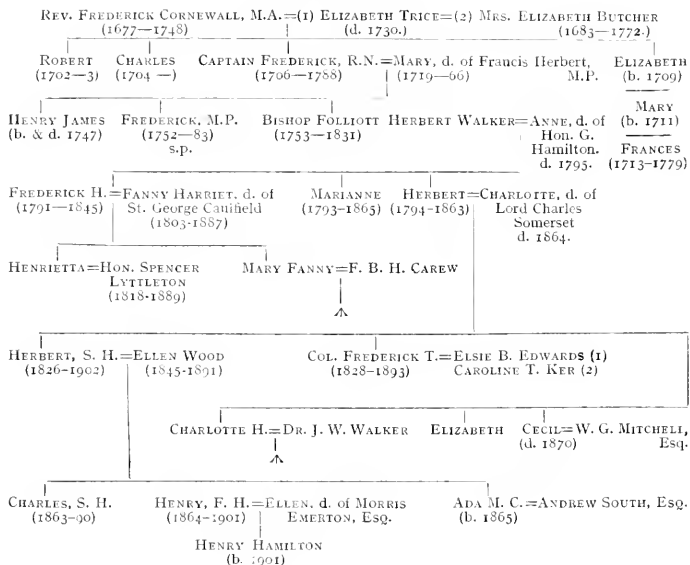 REV. FREDERICK CORNEWALL, M.A.=(1) ELIZABETH TRICE=(2) MRS. ELIZABETH BUTCHER
(1677—1748) (d. 1730.) (1683—1772.)
ROBERT CHARLES CAPTAIN FREDERICK, R.N.=MARY, d. of Francis Herbert, ELIZABETH
(1702—3) (1704 —) (1706—1788) (1719—66) M.P. (b. 1709)
MARY
HENRY JAMES FREDERICK, M.P. BISHOP FOLLIOTT HERBERT WALKER=ANNE, d. of (b. 1711)
(b. & d. 1747) (1752—83) (1753—1831) Hon. G. FRANCES
s.p. Hamilton. (1713-1779)
d. 1795.
FREDERICK H.=FANNY HARRIET, d. of MARIANNE HERBERT=CHARLOTTE, d. of
(1791—1845) St. George Caulfield (1793-1865) (1794-1863) Lord Charles
(1803-1887) Somerset
d. 1864.
HENRIETTA=HON. SPENCER MARY FANNY=F. B. H. CAREW
LYTTLETON
(1818-1889)
HERBERT, S. H.=ELLEN WOOD COL. FREDERICK T.=ELSIE B. EDWARDS (1)
(1826-1902) (1845-1891) (1828-1893) CAROLINE T. KER (2)
CHARLOTTE H.=DR. J. W. WALKER ELIZABETH CECIL=W. G. MITCHELL,
(d. 1870) Esq.
CHARLES, S. H. HENRY, F. H.=ELLEN, d. of MORRIS ADA M. C.=ANDREW SOUTH, ESQ.
(1863-90) (1864-1901) EMERTON, ESQ. (b. 1865)
HENRY HAMILTON
(b. 1901)